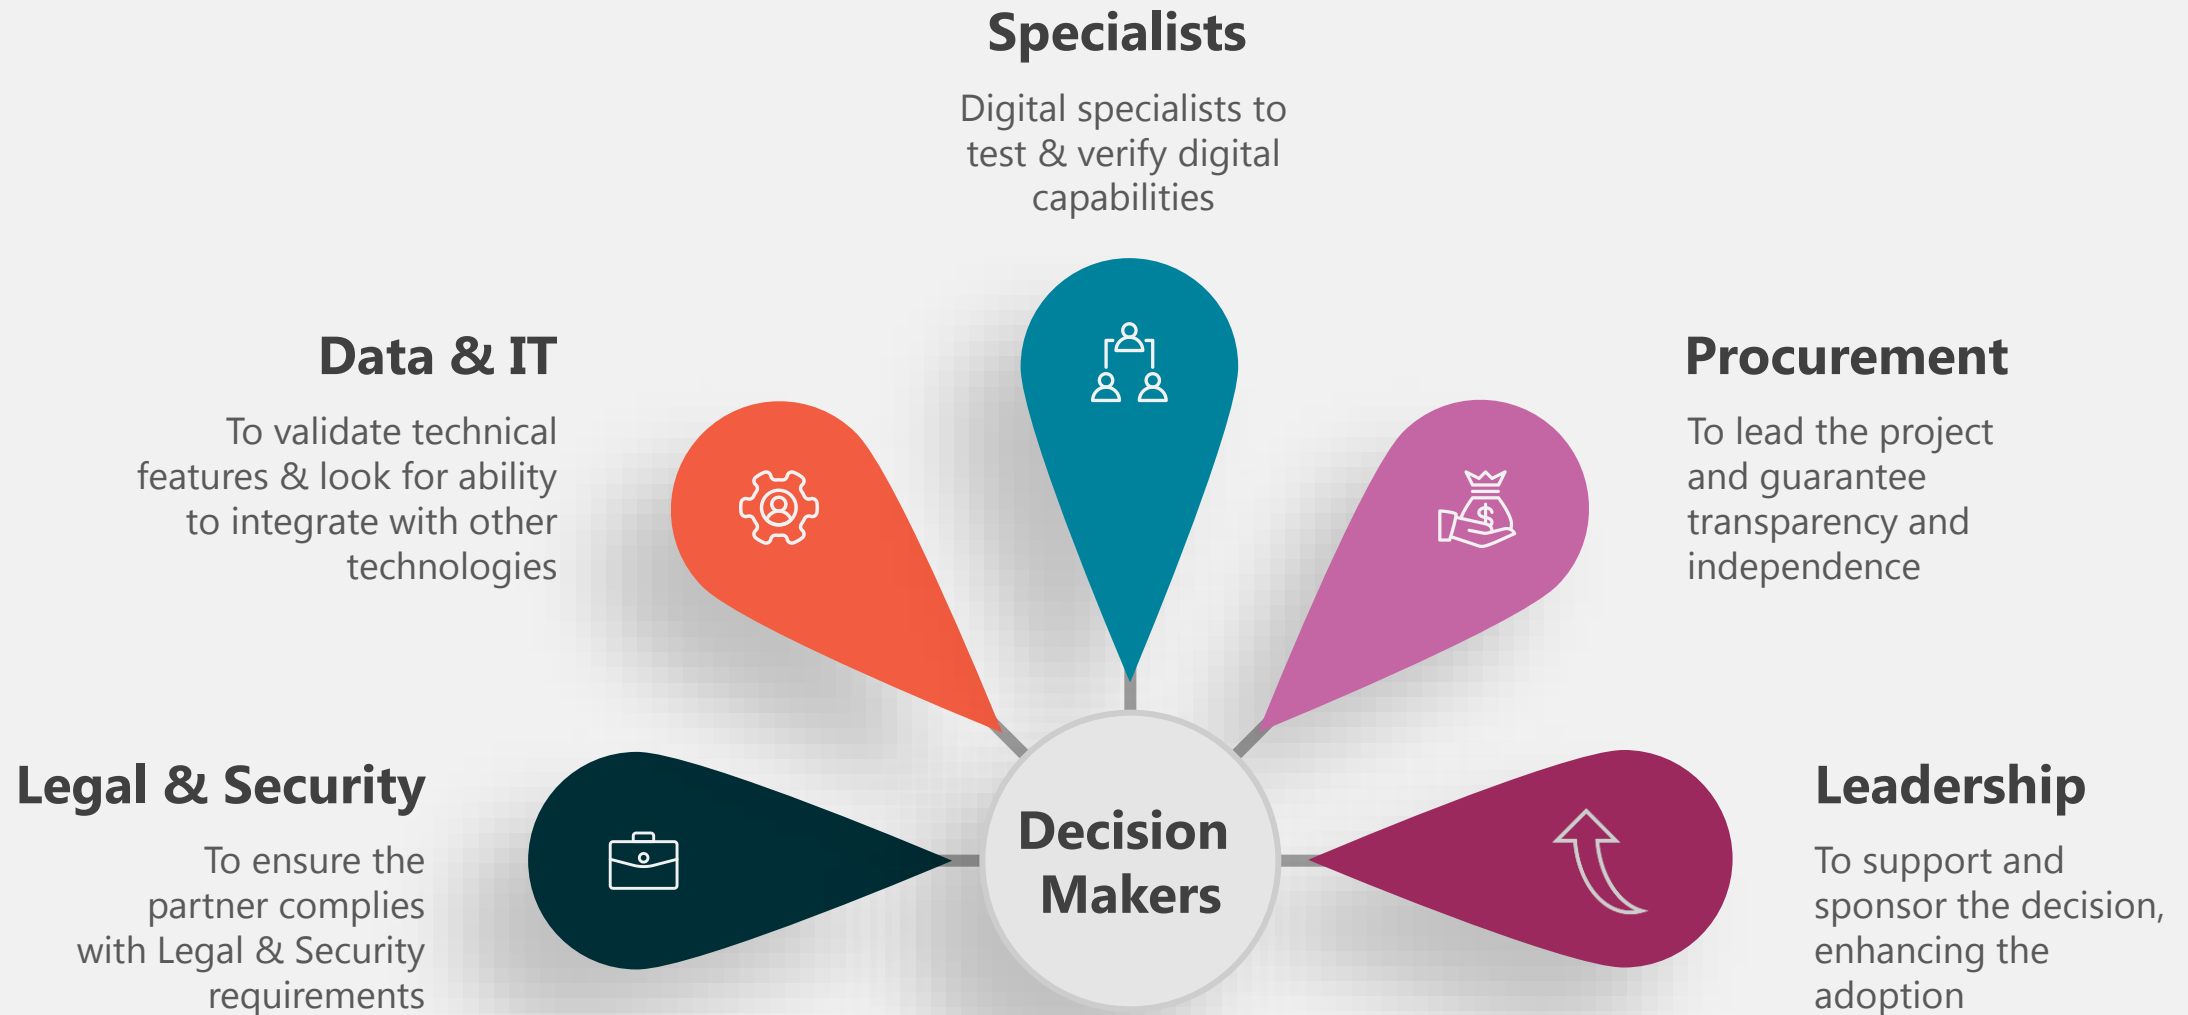 Specialists
Digital specialists to
test & verify digital
capabilities
Data & IT
To validate technical
features & look for ability
to integrate with other
technologies
Procurement
To lead the project
and guarantee
transparency and
independence
Legal & Security
To ensure the
partner complies
with Legal & Security
requirements
Decision
Makers
Leadership
To support and
sponsor the decision,
enhancing the
adoption
$